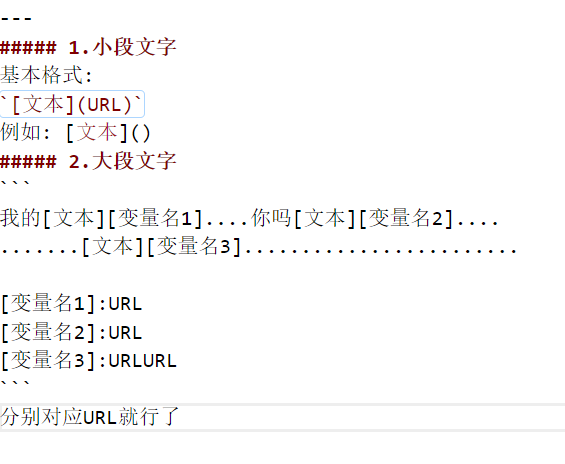 ---
##### 1.小段文字
基本格式:
`[文本](URL)`
例如: [文本]()
##### 2.大段文字
```
我的[文本][变量名1]....你吗[文本][变量名2]....
.......[文本][变量名3]........................
[变量名1]:URL
[变量名2]:URL
[变量名3]:URLURL
```
分别对应URL就行了